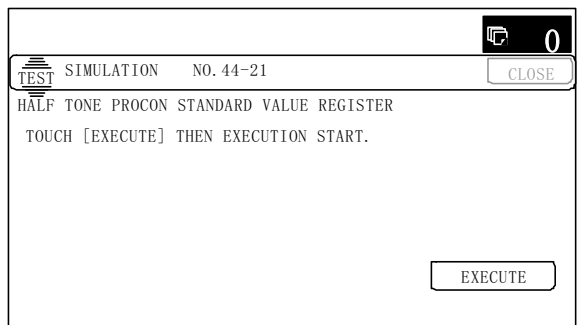 0
TEST SIMULATION NO. 44-21 CLOSE
HALF TONE PROCON STANDARD VALUE REGISTER
TOUCH [EXECUTE] THEN EXECUTION START.
EXECUTE